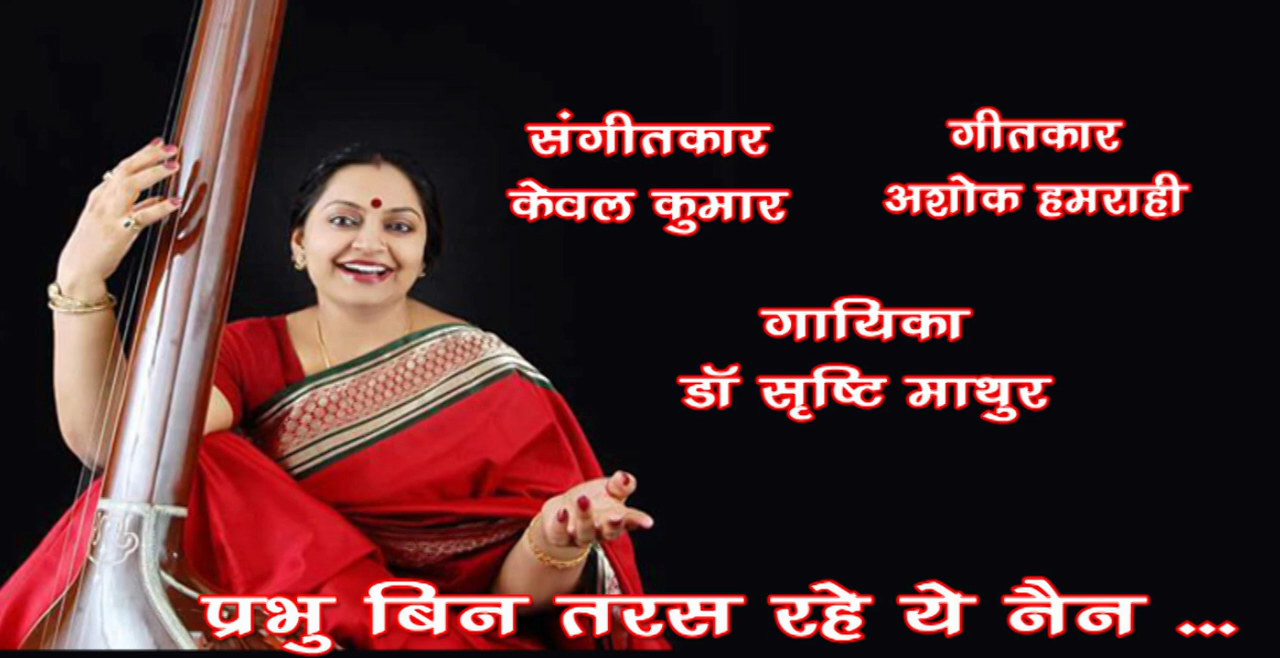 संगीतकार
केवल कुमार
गीतकार
अशोक हमराही
गायिका
डॉ सृष्टि माथुर
प्रभु बिन तरस रहे ये नैन ...